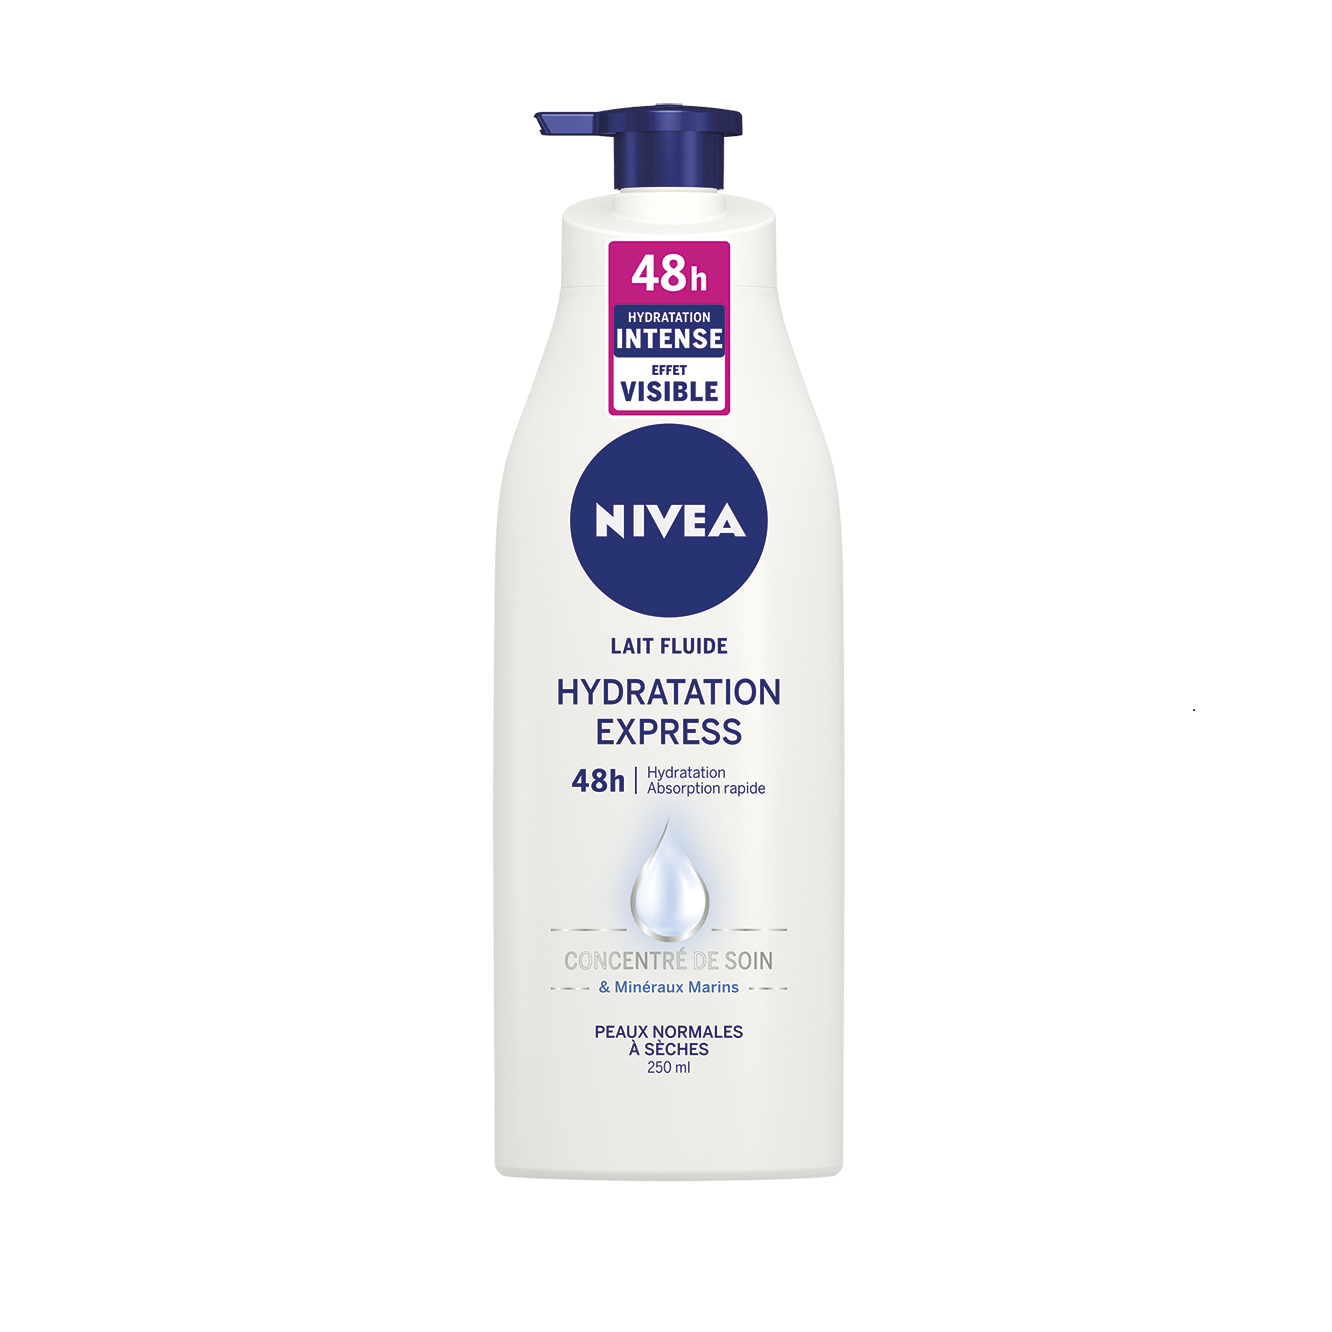 48h
HYDRATATION
INTENSE
EFFET
VISIBLE
NIVEA
LAIT FLUIDE
HYDRATATION
EXPRESS
48h | Hydratation
Absorption rapide
CONCENTRÉ DE SOIN
& Minéraux Marins
PEAUX NORMALES
À SÈCHES
250 ml